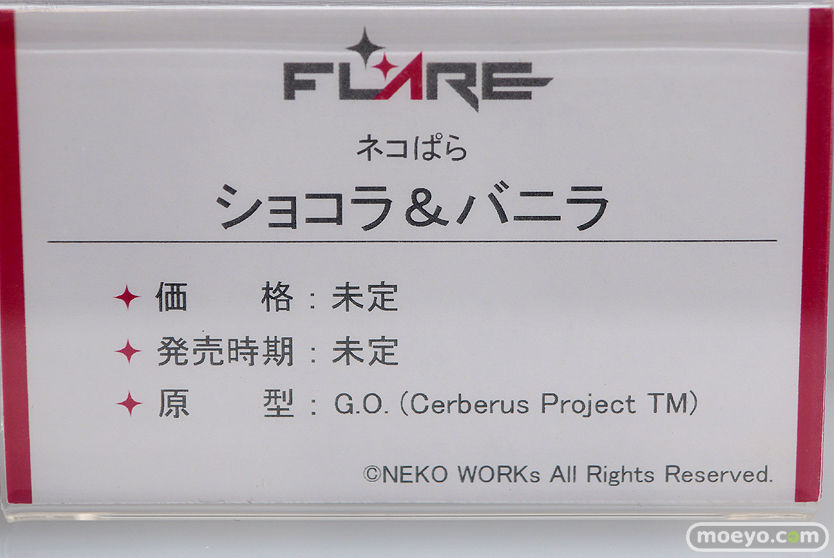 FLARE
ネコぱら
ショコラ＆バニラ
価　　格：未定
発売時期：未定
原　　型：G.O. (Cerberus Project TM)
©NEKO WORKs All Rights Reserved.
moeyo.com